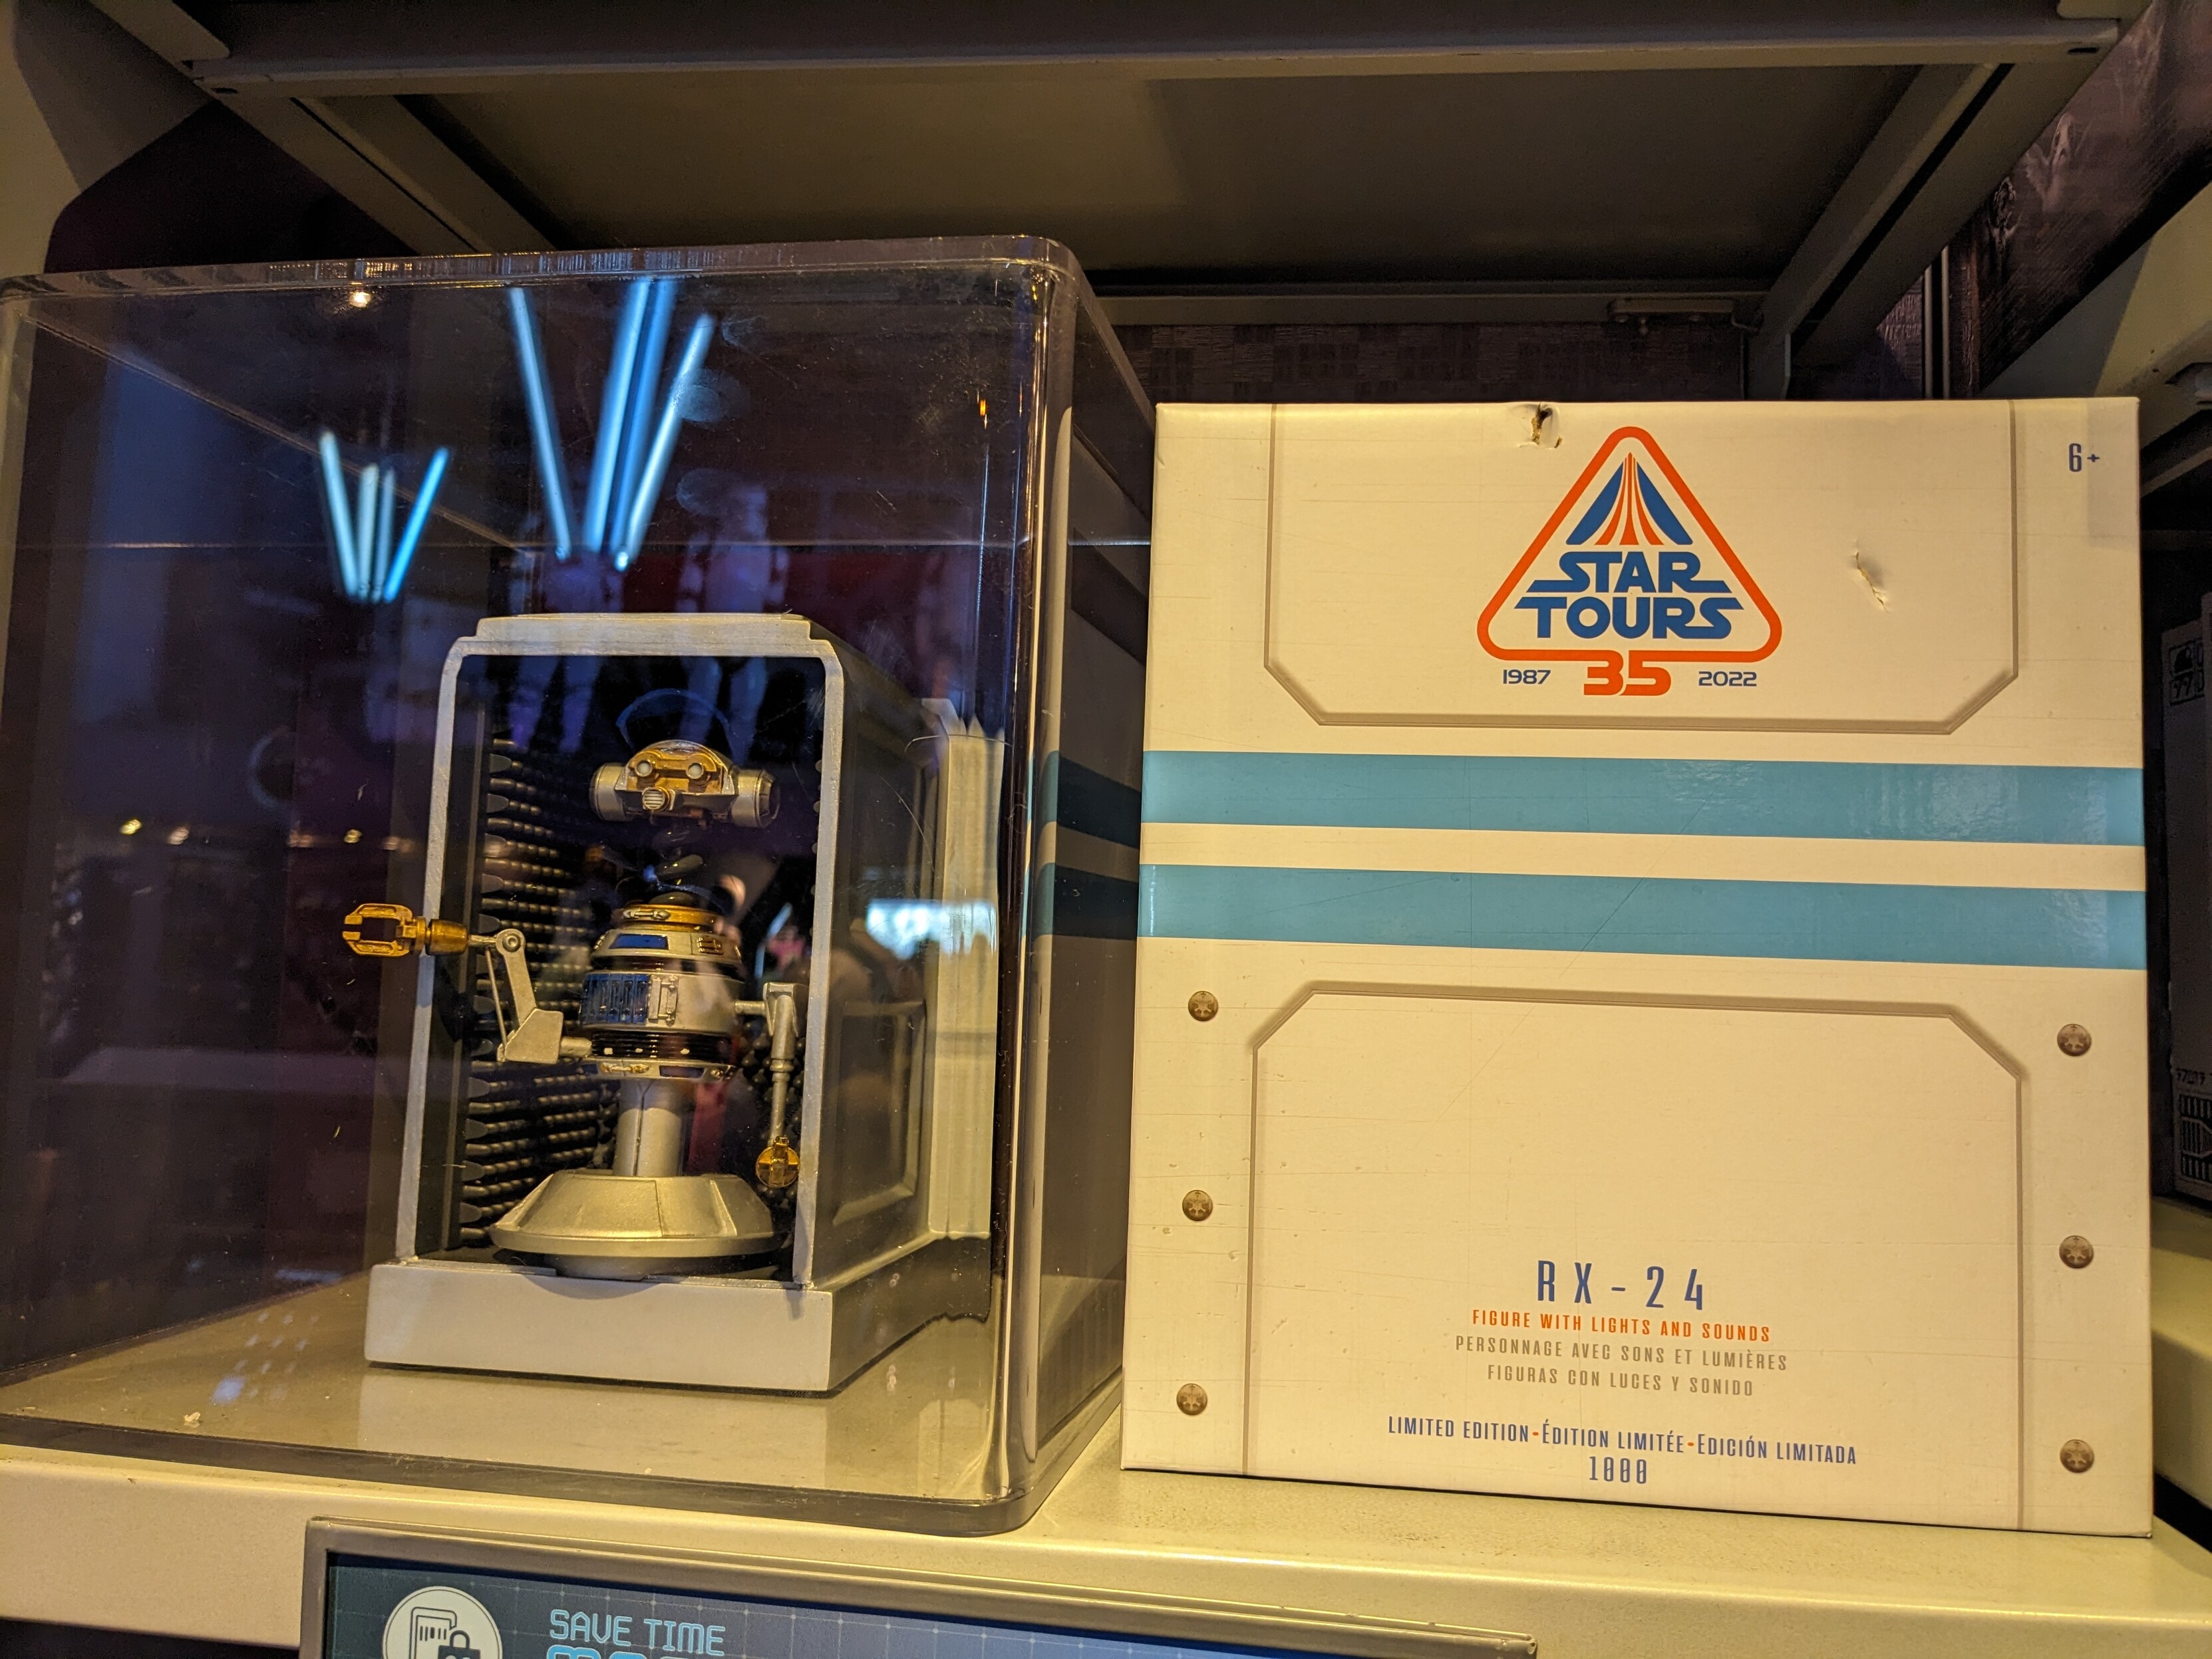 6+
STAR
TOURS
1987 35 2022
RX-24
FIGURE WITH LIGHTS AND SOUNDS
PERSONNAGE AVEC SONS ET LUMIÈRES
FIGURAS CON LUCES Y SONIDO
LIMITED EDITION-ÉDITION LIMITÉE-EDICIÓN LIMITADA
1000
SAVE TIME